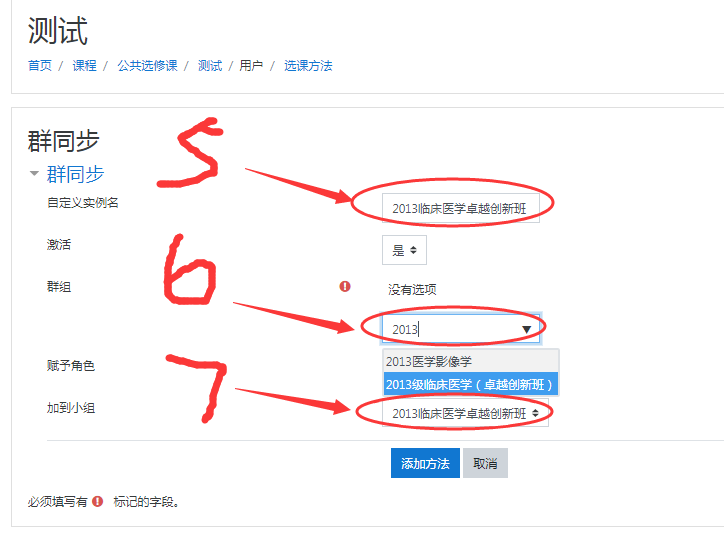 测试
首页 / 课程 / 公共选修课 / 测试 / 用户 / 选课方法
群同步
5
群同步
自定义实例名
2013临床医学卓越创新班
激活
是
6
群组
没有选项
2013
2013医学影像学
2013级临床医学（卓越创新班）
赋予角色
7
加到小组
2013临床医学卓越创新班
添加方法 取消
必须填写有 标记的字段。